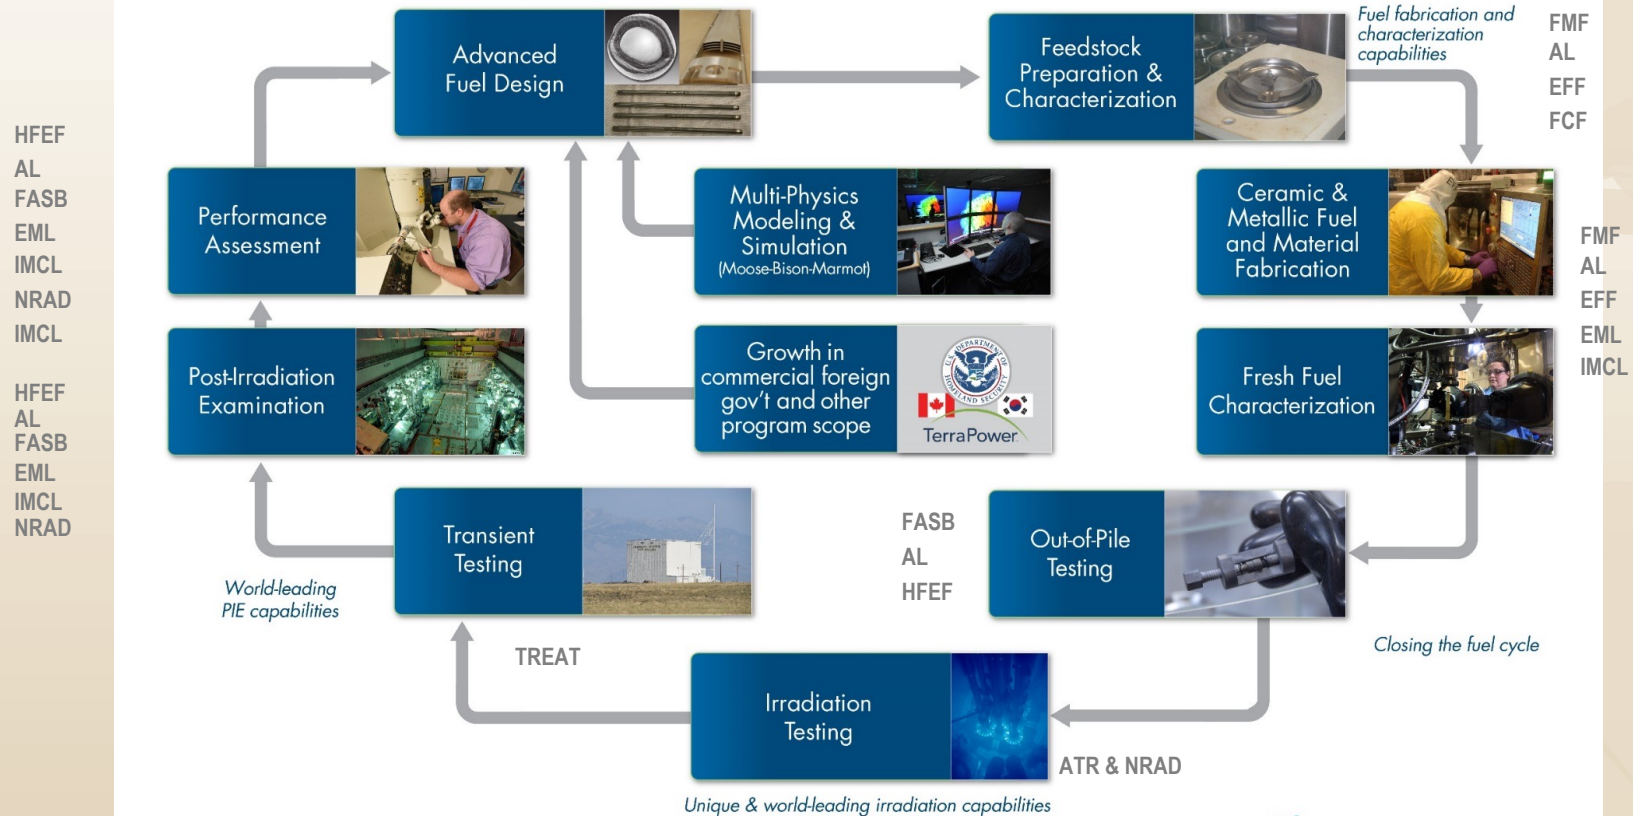 Advanced
Fuel Design
Feedstock
Preparation &
Characterization
Fuel fabrication and
characterization
capabilities
FMF
AL
EFF
FCF
HFEF
AL
FASB
EML
IMCL
NRAD
IMCL
Performance
Assessment
Multi-Physics
Modeling &
Simulation
(Moose-Bison-Marmot)
Ceramic &
Metallic Fuel
and Material
Fabrication
FMF
AL
EFF
EML
IMCL
Post-Irradiation
Examination
Growth in
commercial foreign
gov't and other
program scope
U.S. DEPARTMENT OF
HOMELAND SECURITY
TerraPower
Fresh Fuel
Characterization
HFEF
AL
FASB
EML
IMCL
NRAD
Transient
Testing
FASB
AL
HFEF
Out-of-Pile
Testing
World-leading
PIE capabilities
TREAT
Closing the fuel cycle
Irradiation
Testing
ATR & NRAD
Unique & world-leading irradiation capabilities